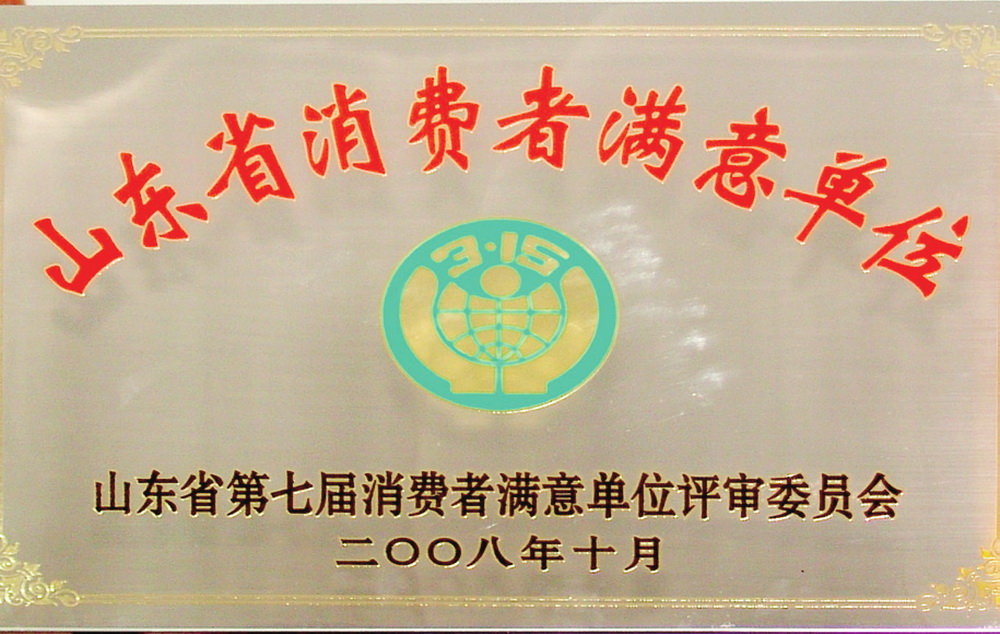 山东省消费者满意单位
3·15
山东省第七届消费者满意单位评审委员会
二〇〇八年十月